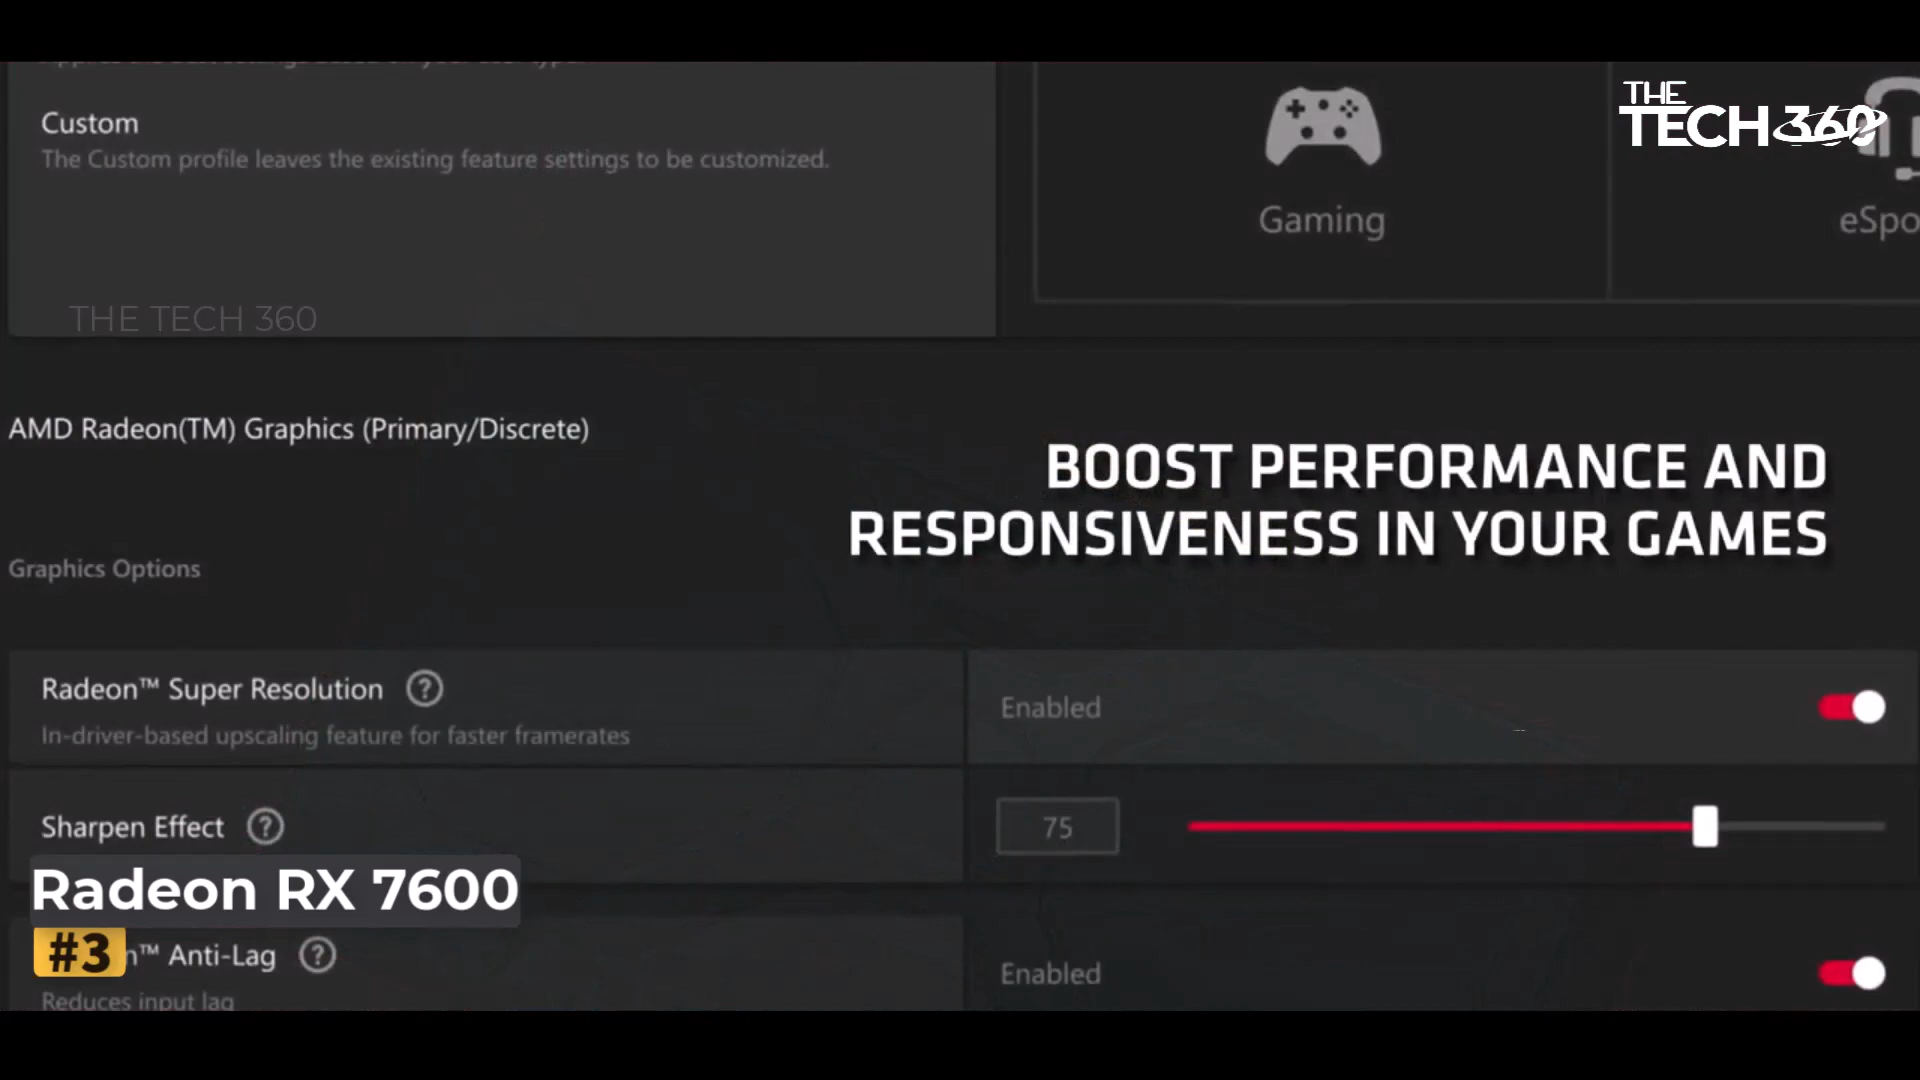 Custom
The Custom profile leaves the existing feature settings to be customized.
THE TECH 360
Gaming
THE
TECH 360
eSpo
AMD Radeon(TM) Graphics (Primary/Discrete)
BOOST PERFORMANCE AND
RESPONSIVENESS IN YOUR GAMES
Graphics Options
Radeon™ Super Resolution ?
In-driver-based upscaling feature for faster framerates
Enabled
Sharpen Effect ?
75
Radeon RX 7600
#3
n™ Anti-Lag ?
Reduces input lag
Enabled